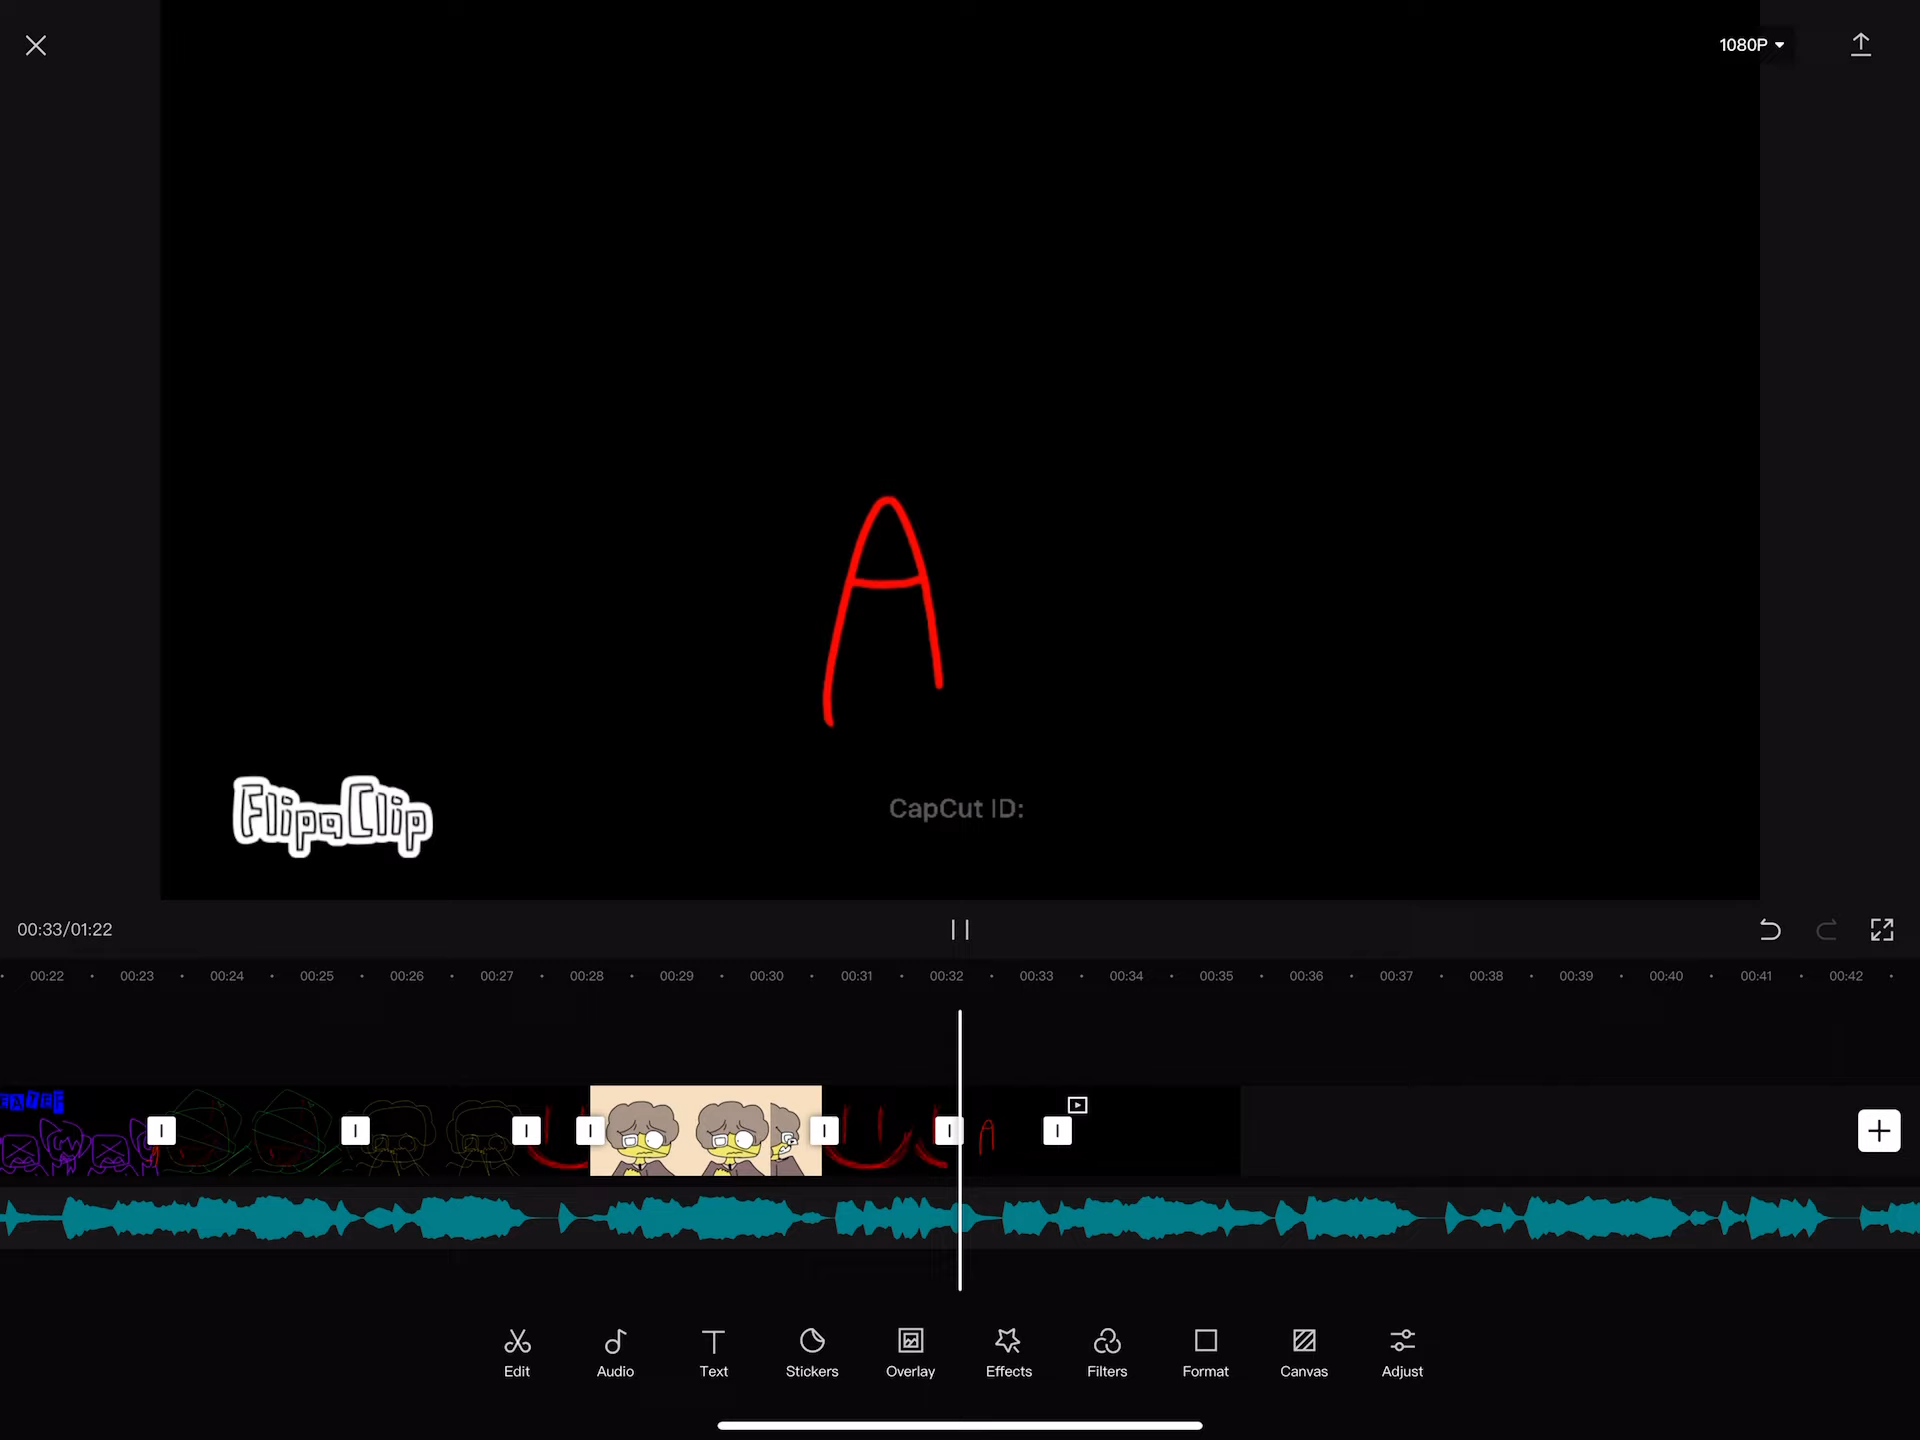 1080P
A
FlipaClip
CapCut ID:
00:33/01:22
00:22 00:23 00:24 00:25 00:26 00:27 00:28 00:29 00:30 00:31 00:32 00:33 00:34 00:35 00:36 00:37 00:38 00:39 00:40 00:41 00:42
A
Edit Audio Text Stickers Overlay Effects Filters Format Canvas Adjust